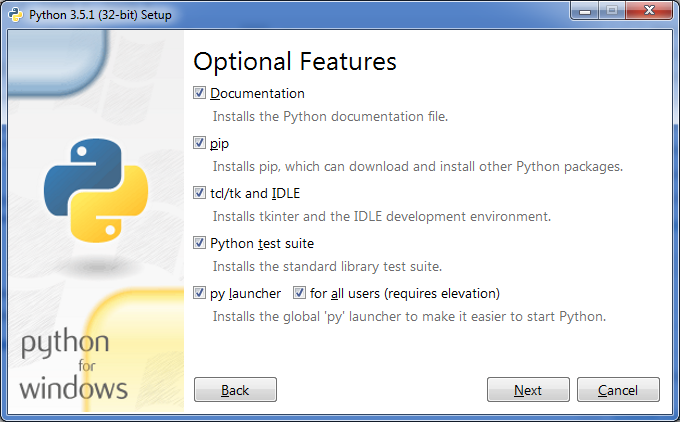 Python 3.5.1 (32-bit) Setup
Optional Features
Documentation
Installs the Python documentation file.
pip
Installs pip, which can download and install other Python packages.
tcl/tk and IDLE
Installs tkinter and the IDLE development environment.
Python test suite
Installs the standard library test suite.
py launcher for all users (requires elevation)
Installs the global 'py' launcher to make it easier to start Python.
python
for
windows
Back Next Cancel